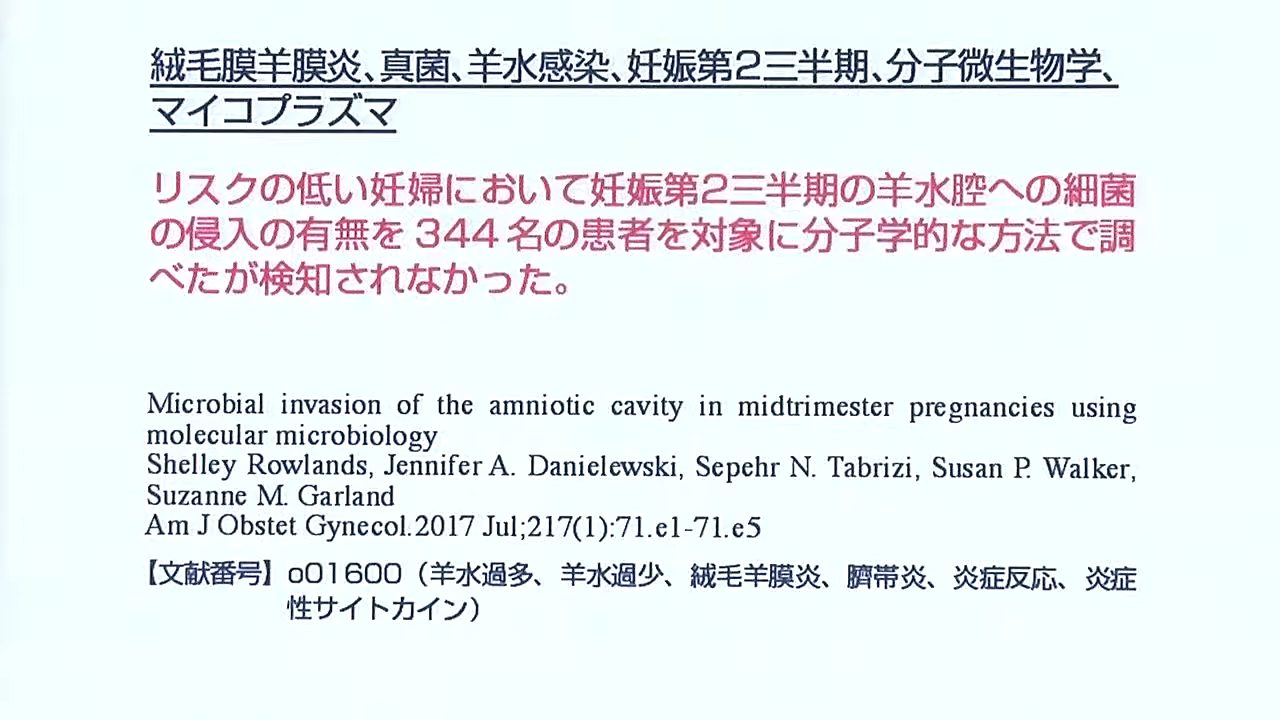 絨毛膜羊膜炎、真菌、羊水感染、妊娠第2三半期、分子微生物学、
マイコプラズマ
リスクの低い妊婦において妊娠第2三半期の羊水腔への細菌
の侵入の有無を 344 名の患者を対象に分子学的な方法で調
べたが検知されなかった。
Microbial invasion of the amniotic cavity in midtrimester pregnancies using
molecular microbiology
Shelley Rowlands, Jennifer A. Danielewski, Sepehr N. Tabrizi, Susan P. Walker,
Suzanne M. Garland
Am J Obstet Gynecol.2017 Jul;217(1):71.e1-71.e5
【文献番号】o01600（羊水過多、羊水過少、絨毛羊膜炎、臍帯炎、炎症反応、炎症
性サイトカイン）